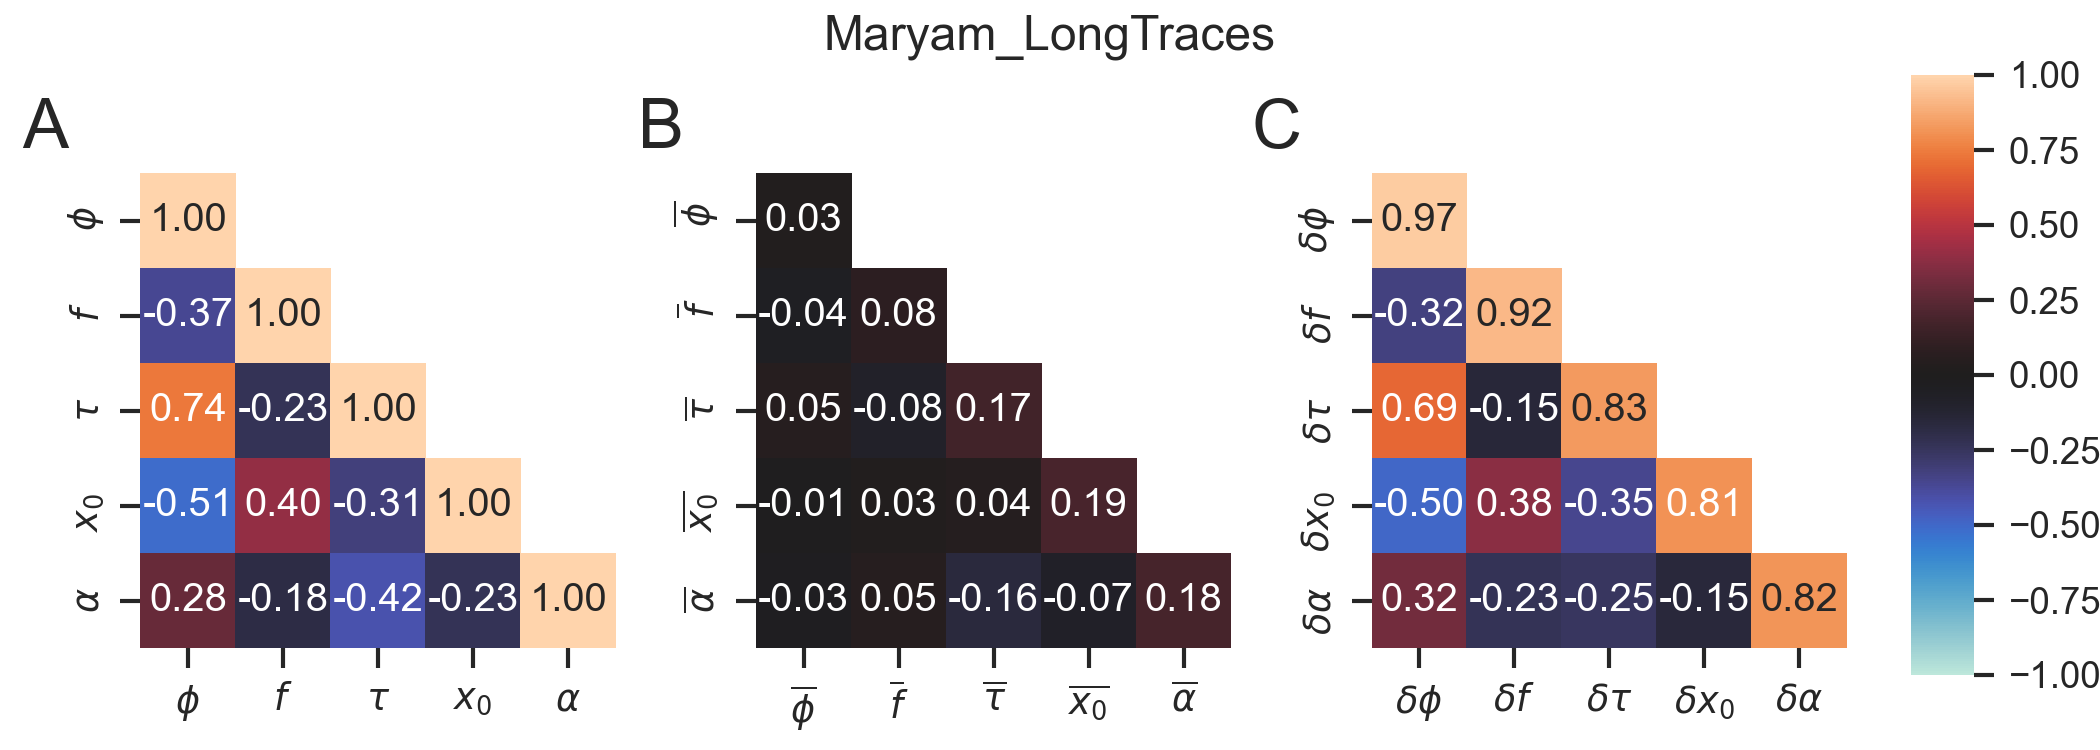 Maryam_LongTraces
A B C
ϕ 1.00
f -0.37 1.00
τ 0.74 -0.23 1.00
x₀ -0.51 0.40 -0.31 1.00
α 0.28 -0.18 -0.42 -0.23 1.00
ϕ f τ x₀ α
ϕ̅ 0.03
f̅ -0.04 0.08
τ̅ 0.05 -0.08 0.17
x̅₀̅ -0.01 0.03 0.04 0.19
α̅ -0.03 0.05 -0.16 -0.07 0.18
ϕ̅ f̅ τ̅ x̅₀̅ α̅
δϕ 0.97
δf -0.32 0.92
δτ 0.69 -0.15 0.83
δx₀ -0.50 0.38 -0.35 0.81
δα 0.32 -0.23 -0.25 -0.15 0.82
δϕ δf δτ δx₀ δα
1.00
0.75
0.50
0.25
0.00
−0.25
−0.50
−0.75
−1.00